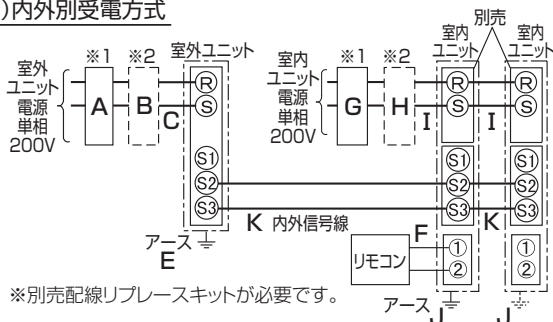 )内外別受電方式
※1
※2
室外ユニット
室外
ユニット
電源
単相
200V
A
B
C
R
S
S1
S2
S3
アース
E
※1
※2
室内
ユニット
電源
単相
200V
G
H
I
I
別売
室内
ユニット
室内
ユニット
R
S
S1
S2
S3
R
S
S1
S2
S3
K 内外信号線
K
F
リモコン
①
②
①
②
アース
J
J
※別売配線リプレースキットが必要です。